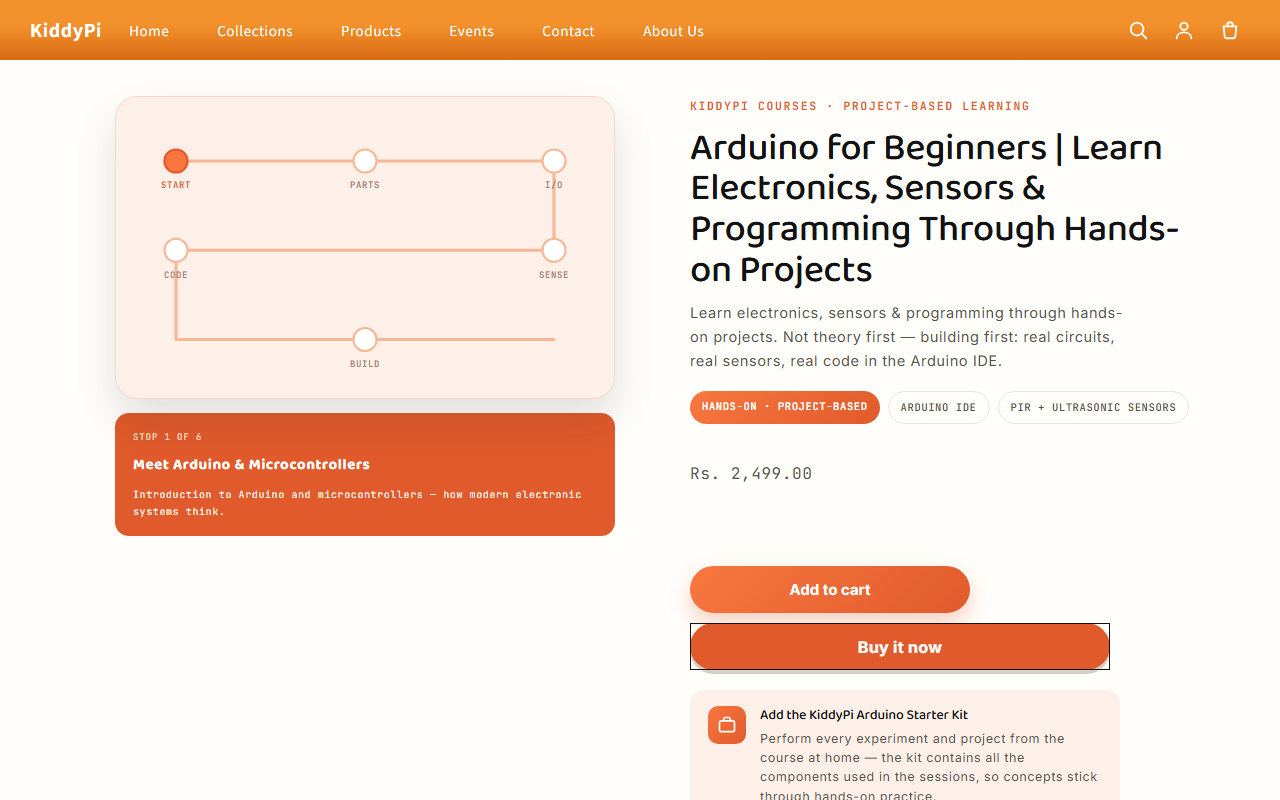 KiddyPi
Home
Collections
Products
Events
Contact
About Us
START
PARTS
I/O
CODE
SENSE
BUILD
STOP 1 OF 6
Meet Arduino & Microcontrollers
Introduction to Arduino and microcontrollers — how modern electronic
systems think.
KIDDYPI COURSES · PROJECT-BASED LEARNING
Arduino for Beginners | Learn
Electronics, Sensors &
Programming Through Hands-
on Projects
Learn electronics, sensors & programming through hands-
on projects. Not theory first — building first: real circuits,
real sensors, real code in the Arduino IDE.
HANDS-ON · PROJECT-BASED
ARDUINO IDE
PIR + ULTRASONIC SENSORS
Rs. 2,499.00
Add to cart
Buy it now
Add the KiddyPi Arduino Starter Kit
Perform every experiment and project from the
course at home — the kit contains all the
components used in the sessions, so concepts stick
through hands-on practice.